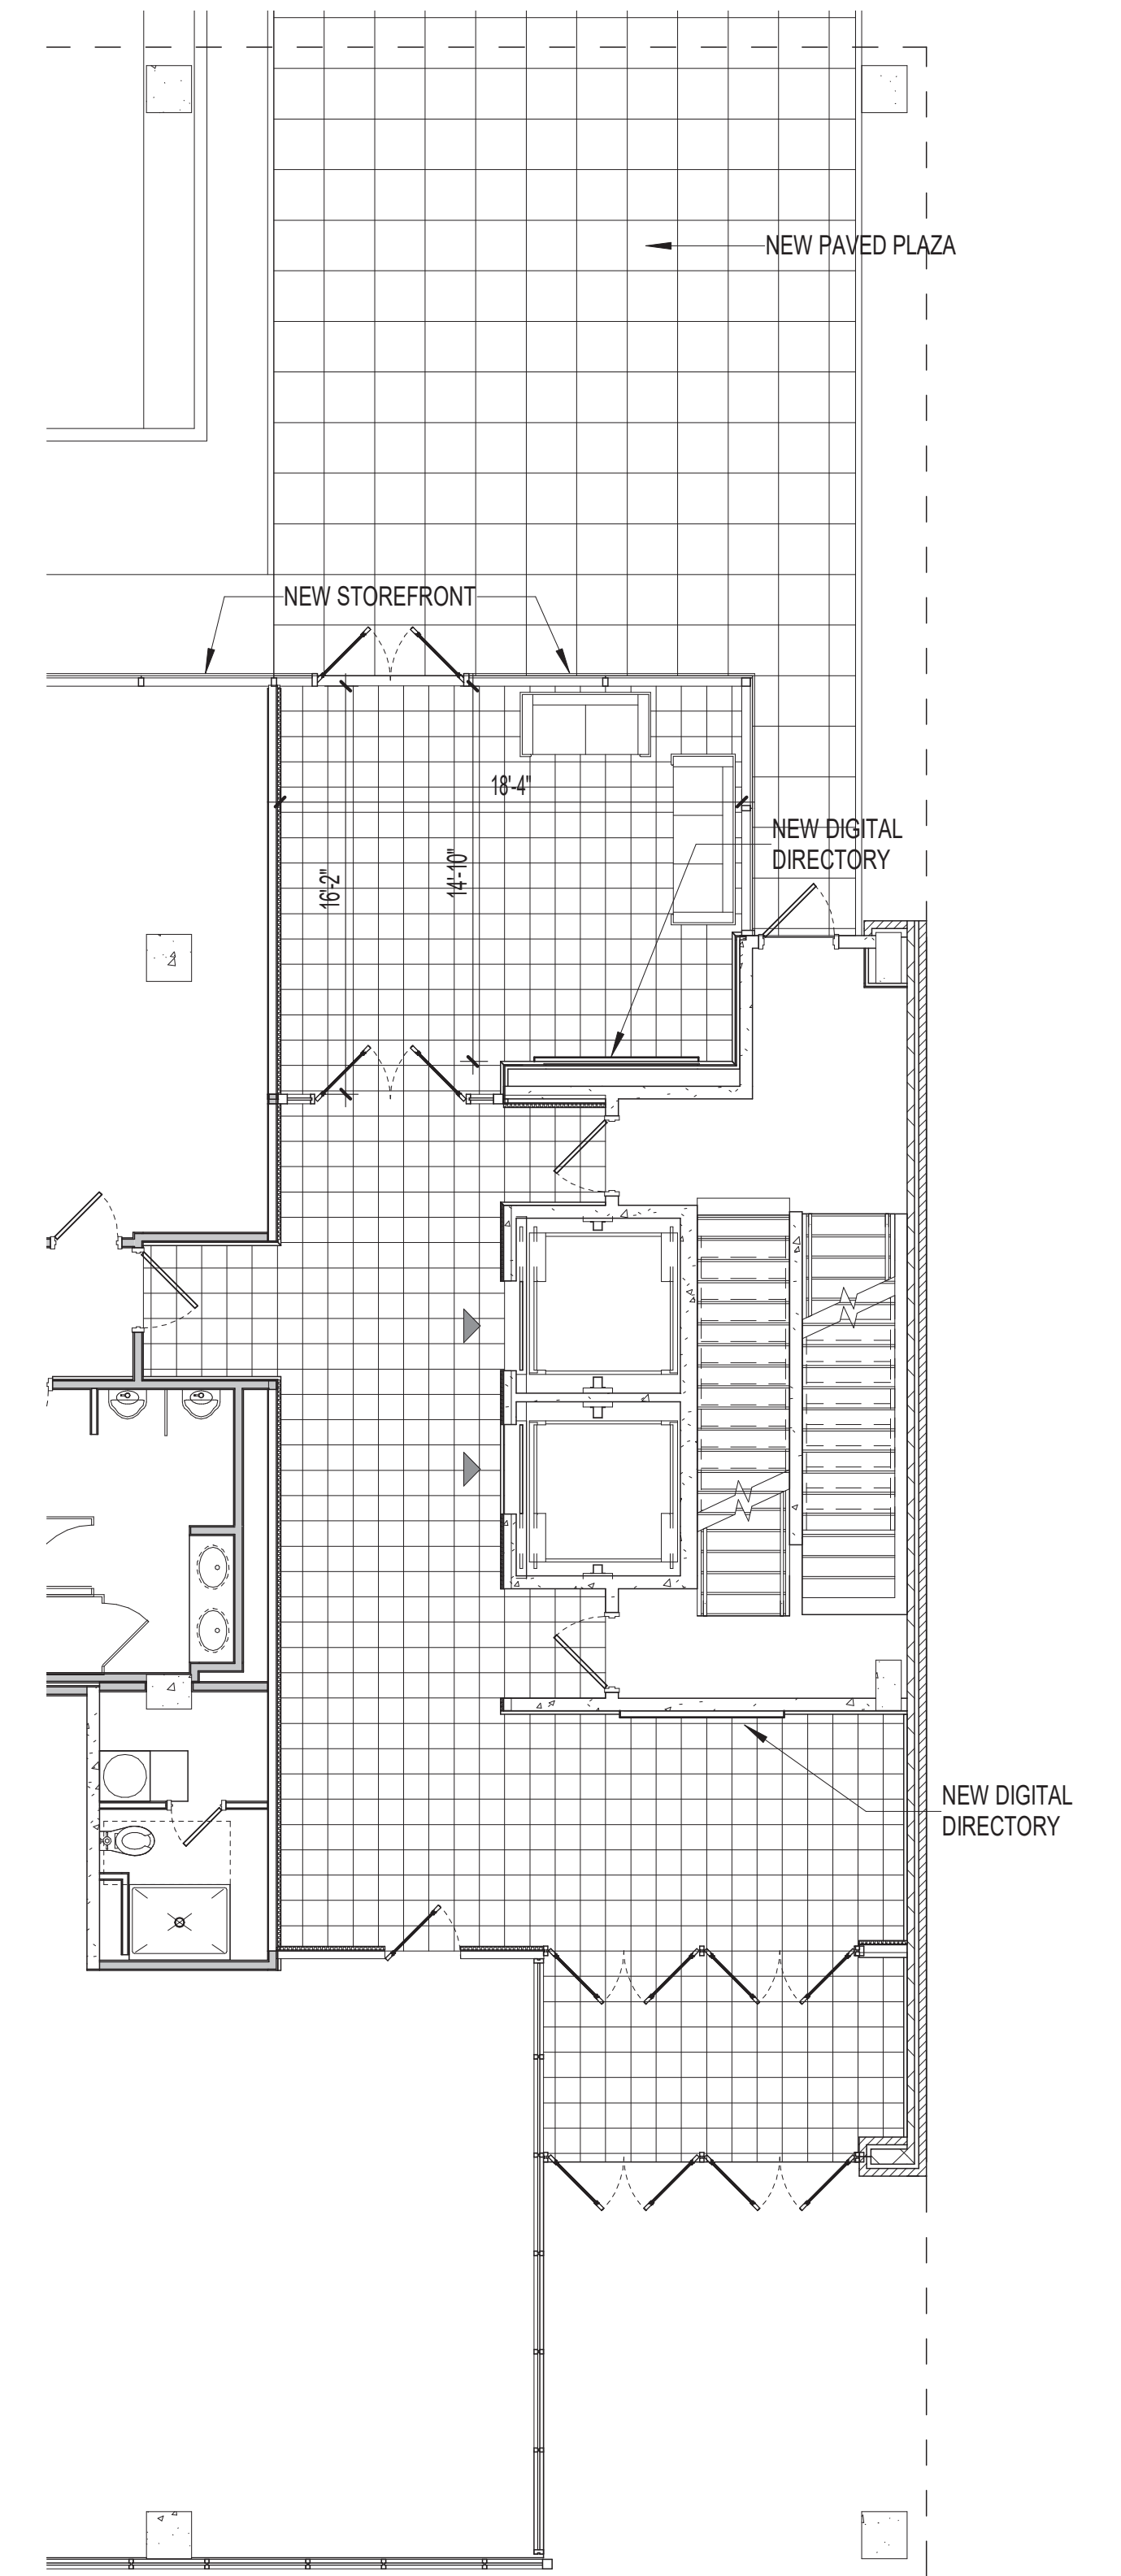 NEW PAVED PLAZA
NEW STOREFRONT
18'-4"
NEW DIGITAL
DIRECTORY
16'-2"
14'-10"
NEW DIGITAL
DIRECTORY